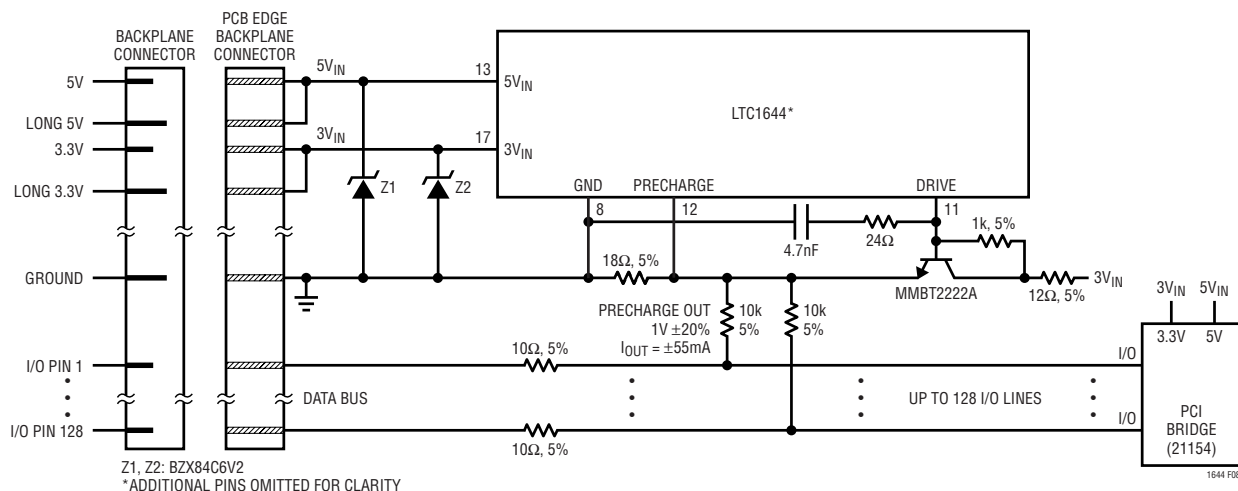 BACKPLANE
CONNECTOR
PCB EDGE
BACKPLANE
CONNECTOR
5V
LONG 5V
3.3V
LONG 3.3V
GROUND
I/O PIN 1
I/O PIN 128
5VIN
3VIN
13
5VIN
17
3VIN
LTC1644*
GND
PRECHARGE
DRIVE
8
12
11
Z1
Z2
4.7nF
24Ω
1k, 5%
18Ω, 5%
MMBT2222A
12Ω, 5%
3VIN
PRECHARGE OUT
1V ±20%
IOUT = ±55mA
10k
5%
10k
5%
3VIN
5VIN
3.3V
5V
10Ω, 5%
I/O
DATA BUS
UP TO 128 I/O LINES
I/O
10Ω, 5%
PCI
BRIDGE
(21154)
Z1, Z2: BZX84C6V2
*ADDITIONAL PINS OMITTED FOR CLARITY
1644 F08